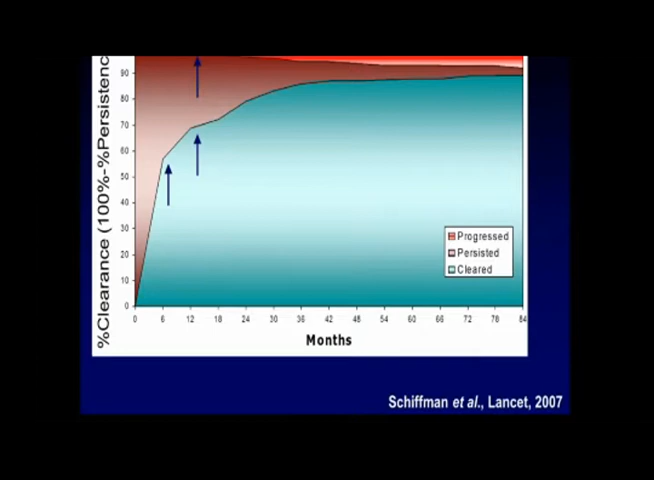 %Clearance (100%-%Persistenc
90
80
70
60
50
40
30
20
10
0
0 6 12 18 24 30 36 42 48 54 60 66 72 78 84
Months
Progressed
Persisted
Cleared
Schiffman et al., Lancet, 2007